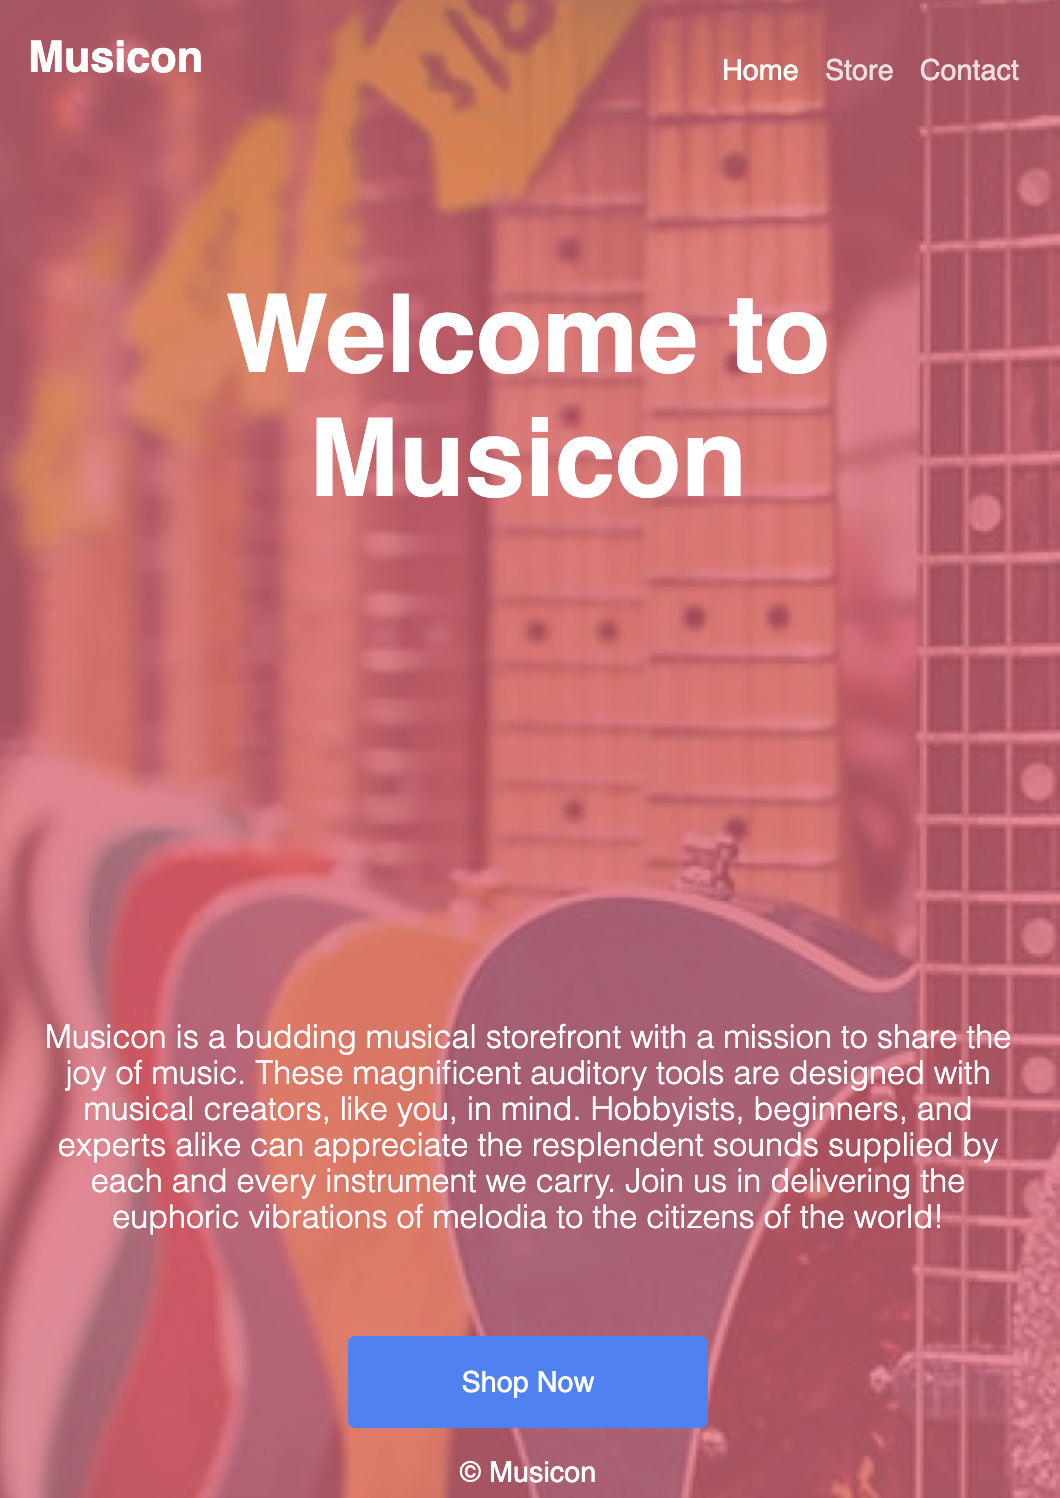 Musicon
Home Store Contact
Welcome to
Musicon
Musicon is a budding musical storefront with a mission to share the
joy of music. These magnificent auditory tools are designed with
musical creators, like you, in mind. Hobbyists, beginners, and
experts alike can appreciate the resplendent sounds supplied by
each and every instrument we carry. Join us in delivering the
euphoric vibrations of melodia to the citizens of the world!
Shop Now
© Musicon